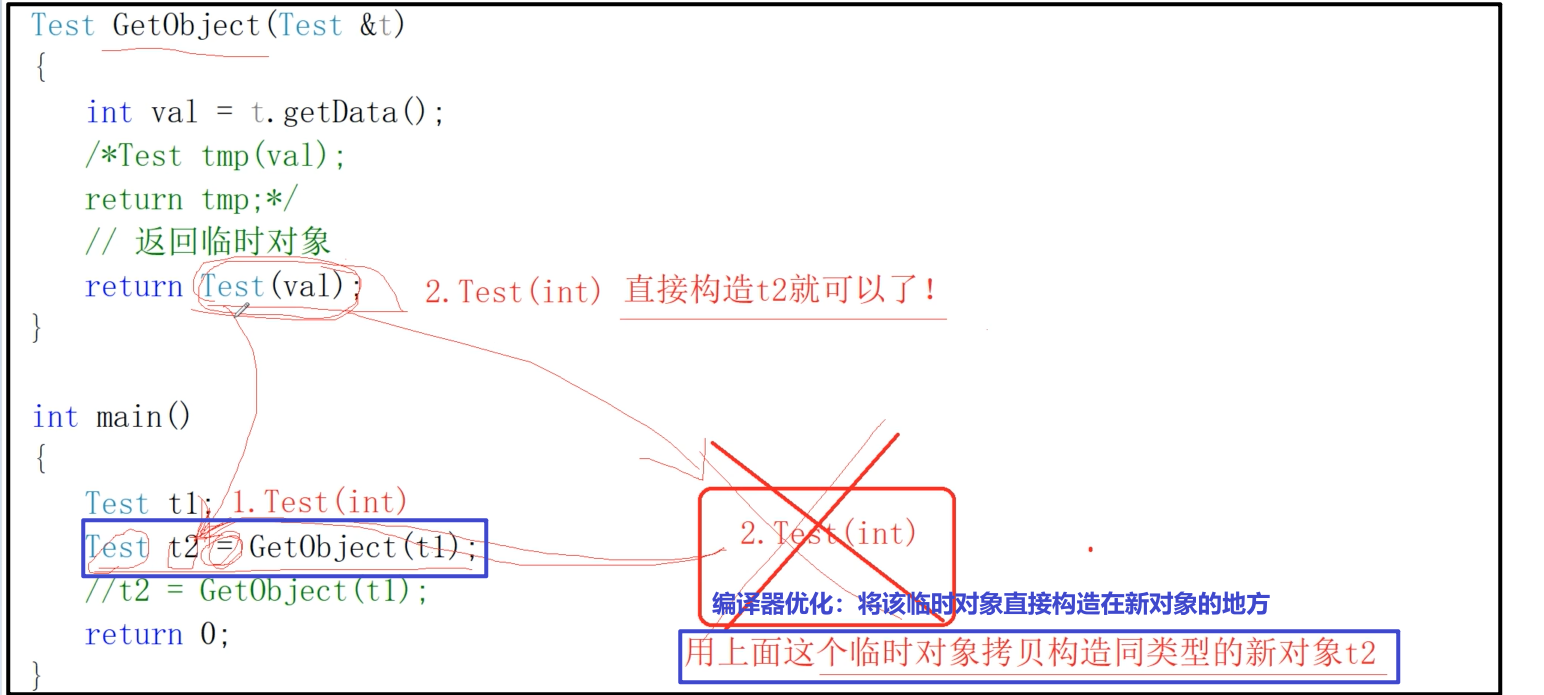 Test GetObject(Test &t)
{
int val = t.getData();
/*Test tmp(val);
return tmp;*/
// 返回临时对象
return Test(val); 2.Test(int) 直接构造t2就可以了!
}
int main()
{
Test t1; 1.Test(int)
Test t2 = GetObject(t1); 2.Test(int)
//t2 = GetObject(t1); 编译器优化：将该临时对象直接构造在新对象的地方
return 0; 用上面这个临时对象拷贝构造同类型的新对象t2
}